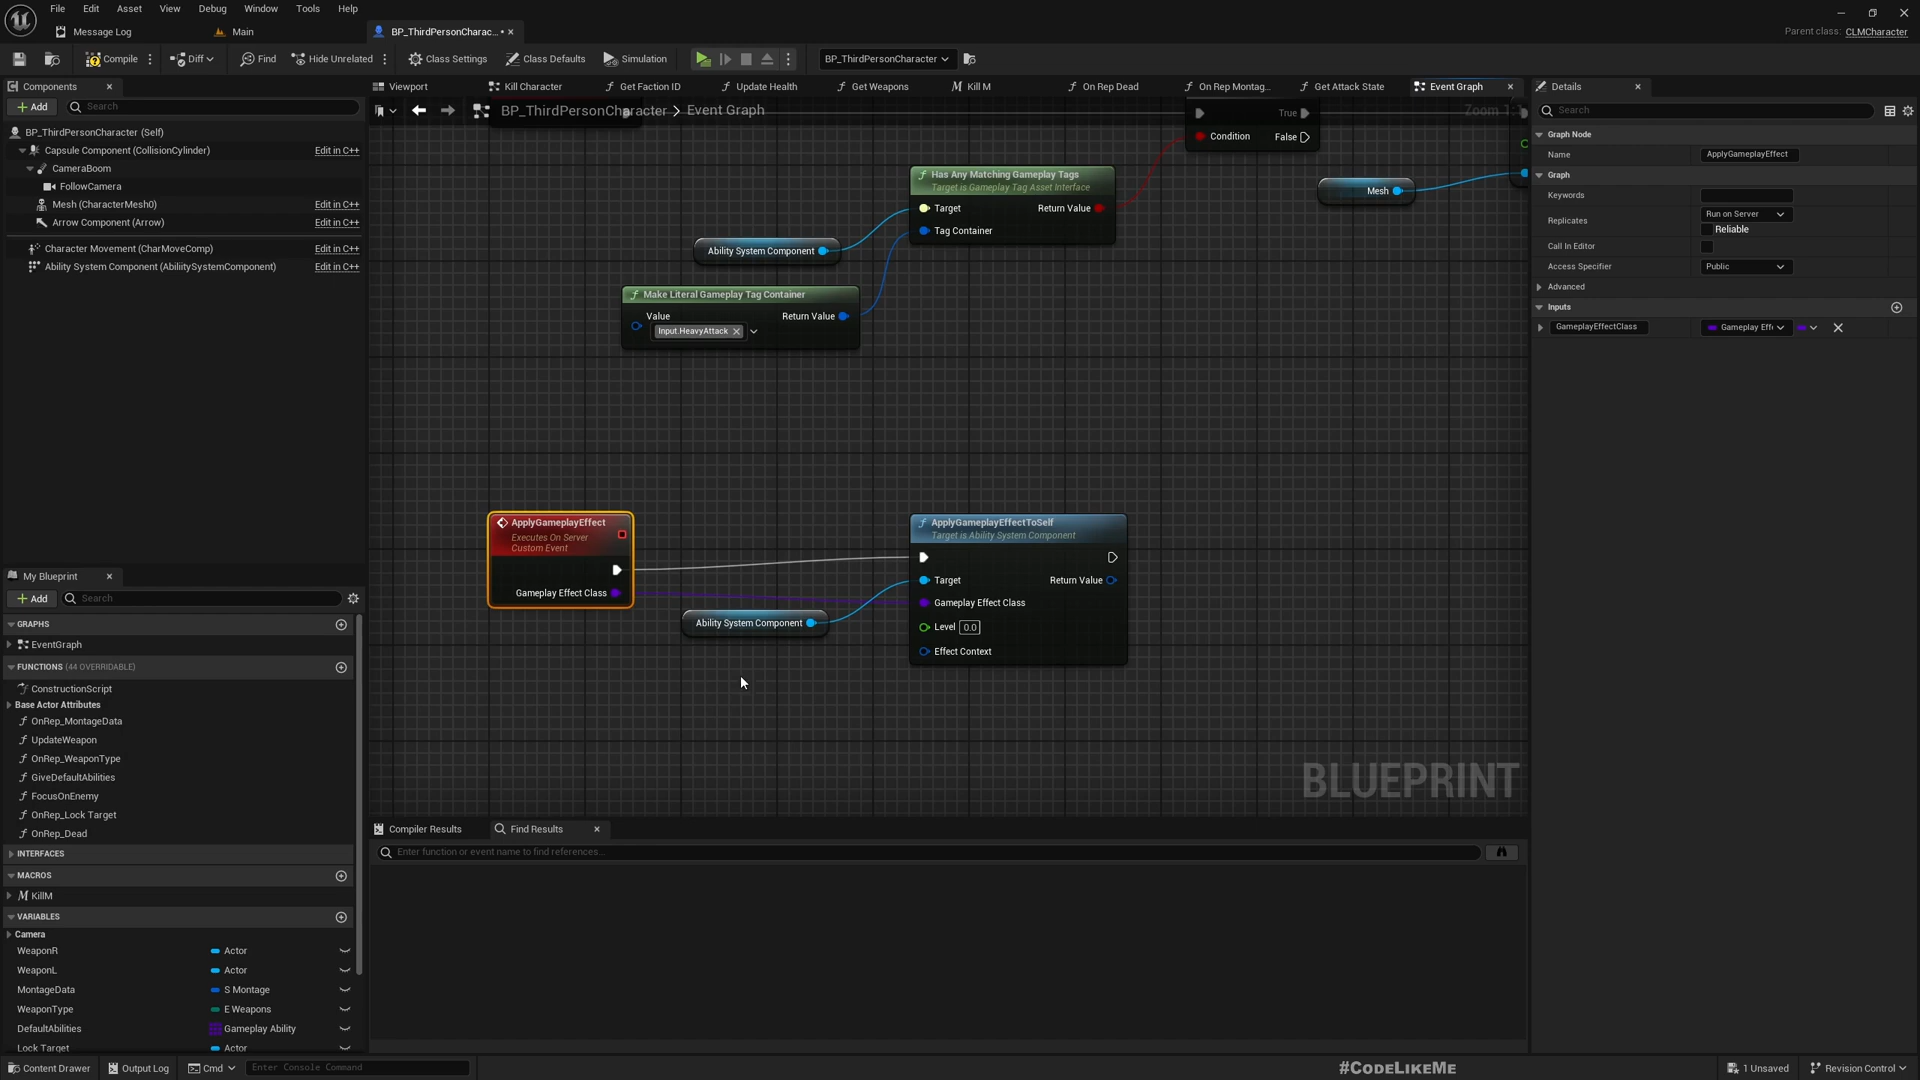 File Edit Asset View Debug Window Tools Help
Message Log
Main
BP_ThirdPersonCharac...•
Parent class: CLMCharacter
Compile
Diff
Find
Hide Unrelated
Class Settings
Class Defaults
Simulation
BP_ThirdPersonCharacter
Components
Viewport
Kill Character
Get Faction ID
Update Health
Get Weapons
Kill M
On Rep Dead
On Rep Montag...
Get Attack State
Event Graph
Details
Add
Search
BP_ThirdPersonCharacter > Event Graph
Search
BP_ThirdPersonCharacter (Self)
Capsule Component (CollisionCylinder) Edit in C++
CameraBoom
FollowCamera
Mesh (CharacterMesh0) Edit in C++
Arrow Component (Arrow) Edit in C++
Character Movement (CharMoveComp) Edit in C++
Ability System Component (AbilitySystemComponent) Edit in C++
True
Condition False
Has Any Matching Gameplay Tags
Target is Gameplay Tag Asset Interface
Target Return Value
Tag Container
Mesh
Ability System Component
Make Literal Gameplay Tag Container
Value Return Value
Input.HeavyAttack
ApplyGameplayEffect
Executes On Server
Custom Event
Gameplay Effect Class
Ability System Component
ApplyGameplayEffectToSelf
Target is Ability System Component
Target Return Value
Gameplay Effect Class
Level 0.0
Effect Context
BLUEPRINT
Graph Node
Name ApplyGameplayEffect
Graph
Keywords
Replicates Run on Server
Reliable
Call In Editor
Access Specifier Public
Advanced
Inputs
GameplayEffectClass Gameplay Effe
My Blueprint
Add
Search
GRAPHS
EventGraph
FUNCTIONS (44 OVERRIDABLE)
ConstructionScript
Base Actor Attributes
OnRep_MontageData
UpdateWeapon
OnRep_WeaponType
GiveDefaultAbilities
FocusOnEnemy
OnRep_Lock Target
OnRep_Dead
INTERFACES
MACROS
KillM
VARIABLES
Camera
WeaponR Actor
WeaponL Actor
MontageData S Montage
WeaponType E Weapons
DefaultAbilities Gameplay Ability
Lock Target Actor
Compiler Results
Find Results
Enter function or event name to find references...
Content Drawer
Output Log
Cmd
Enter Console Command
#CodeLikeMe
1 Unsaved
Revision Control